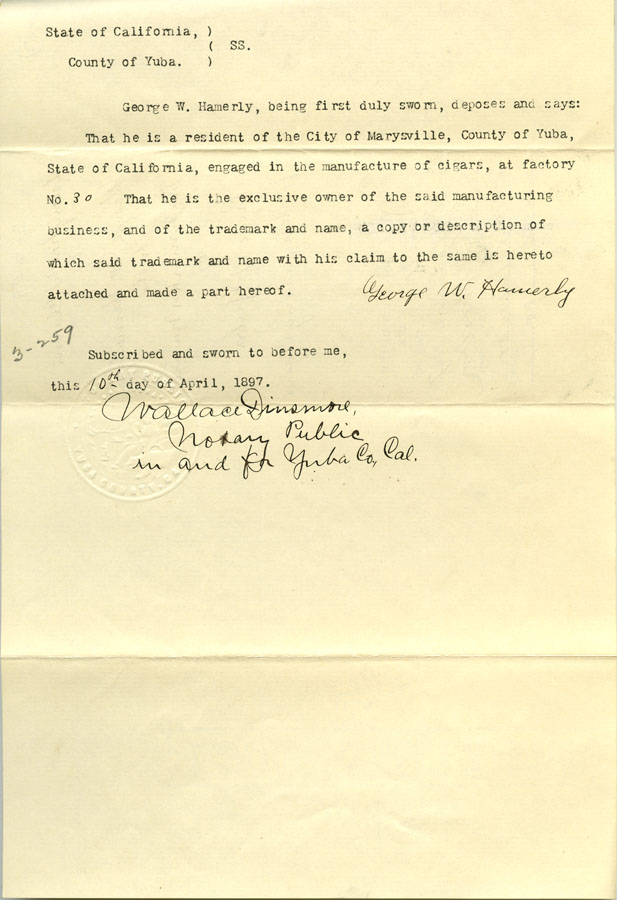 State of California, )
( SS.
County of Yuba. )
George W. Hamerly, being first duly sworn, deposes and says:
That he is a resident of the City of Marysville, County of Yuba,
State of California, engaged in the manufacture of cigars, at factory
No. 30 That he is the exclusive owner of the said manufacturing
business, and of the trademark and name, a copy or description of
which said trademark and name with his claim to the same is hereto
attached and made a part hereof. George W. Hamerly
3-259
Subscribed and sworn to before me,
this 10th day of April, 1897.
Wallace Dinsmore,
Notary Public
in and for Yuba Co, Cal.